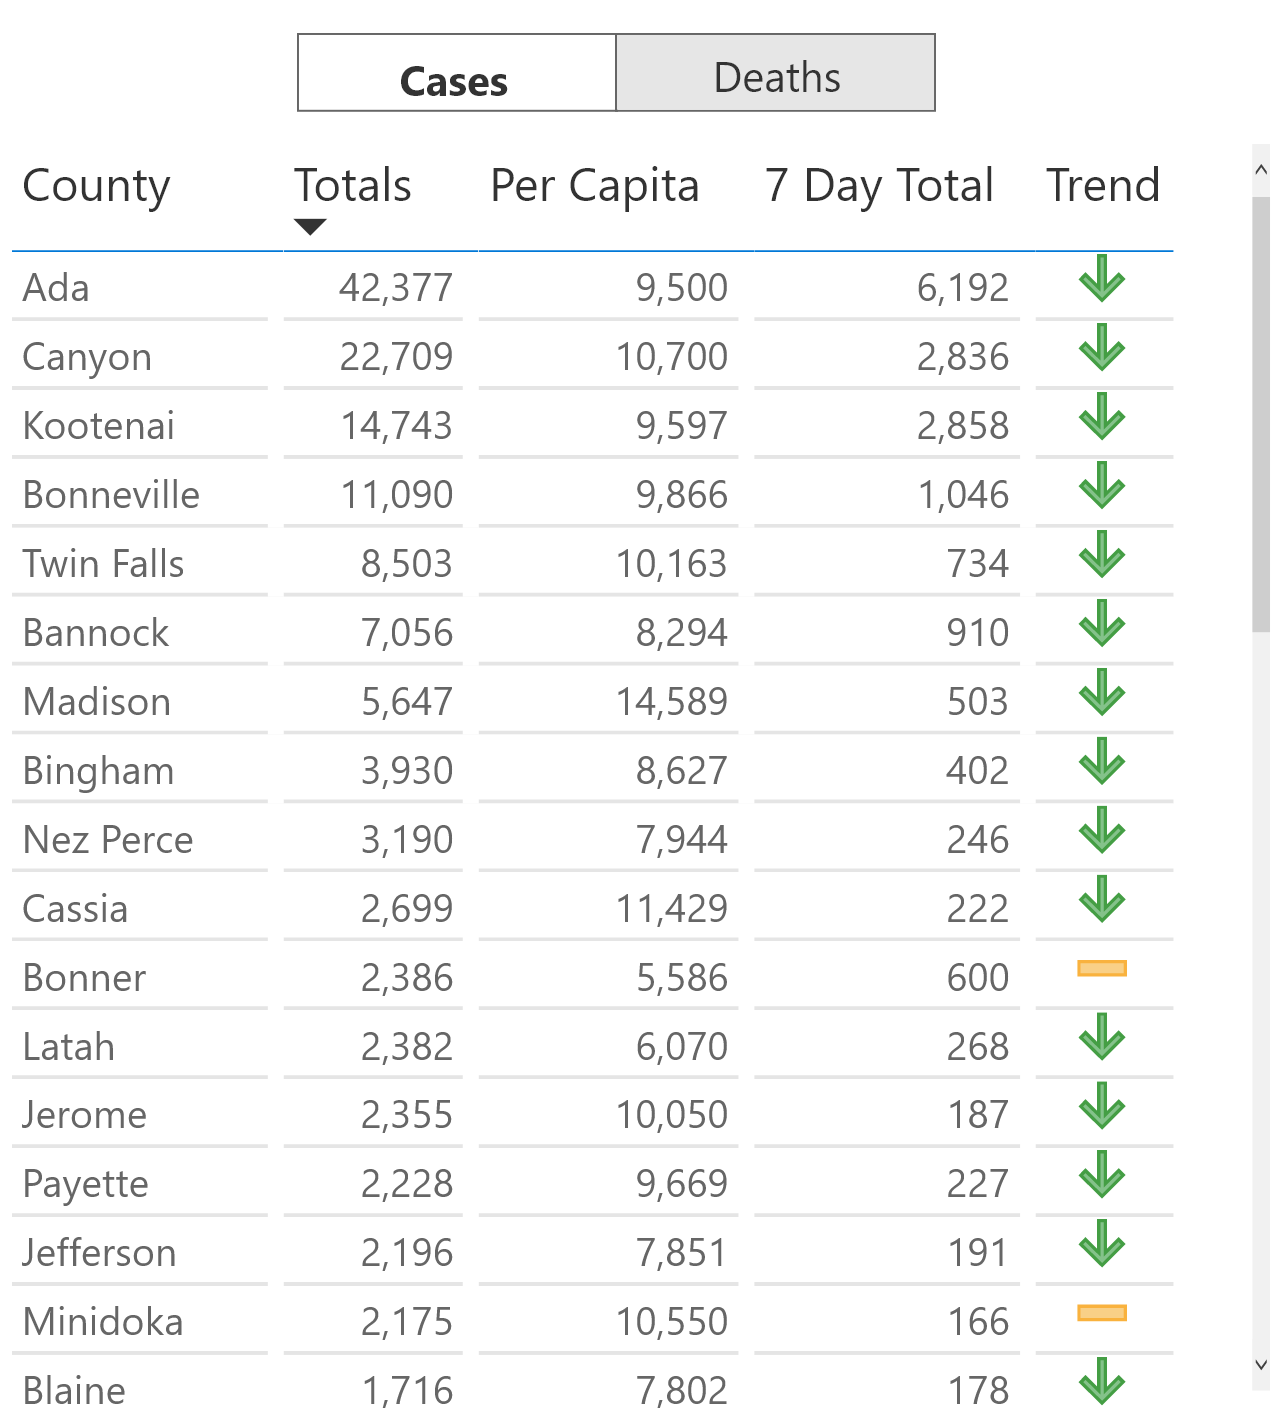 Cases Deaths
County Totals Per Capita 7 Day Total Trend
Ada 42,377 9,500 6,192
Canyon 22,709 10,700 2,836
Kootenai 14,743 9,597 2,858
Bonneville 11,090 9,866 1,046
Twin Falls 8,503 10,163 734
Bannock 7,056 8,294 910
Madison 5,647 14,589 503
Bingham 3,930 8,627 402
Nez Perce 3,190 7,944 246
Cassia 2,699 11,429 222
Bonner 2,386 5,586 600
Latah 2,382 6,070 268
Jerome 2,355 10,050 187
Payette 2,228 9,669 227
Jefferson 2,196 7,851 191
Minidoka 2,175 10,550 166
Blaine 1,716 7,802 178